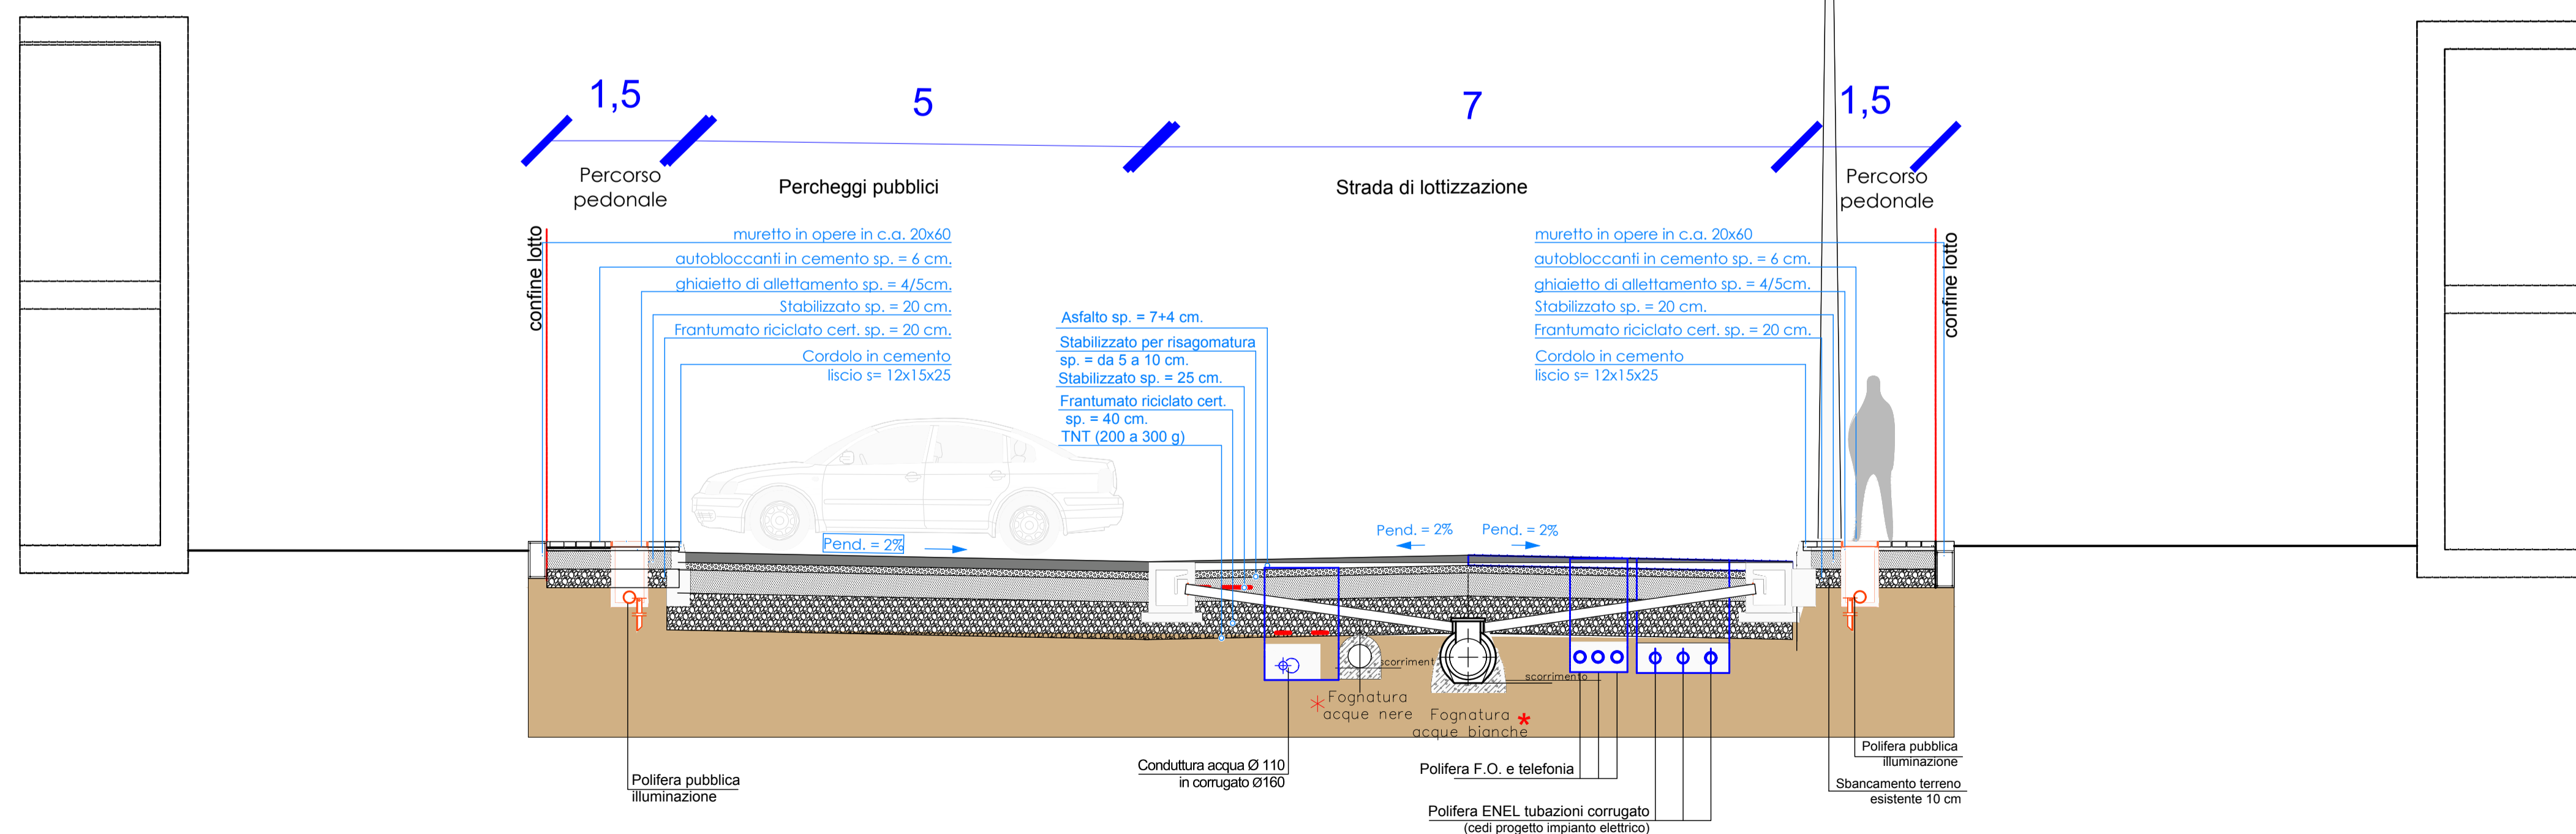 1,5
5
7
1,5
Percorso
pedonale
Percheggi pubblici
Strada di lottizzazione
Percorso
pedonale
confine lotto
muretto in opere in c.a. 20x60
autobloccanti in cemento sp. = 6 cm.
ghiaietto di allettamento sp. = 4/5cm.
Stabilizzato sp. = 20 cm.
Frantumato riciclato cert. sp. = 20 cm.
Cordolo in cemento
liscio s= 12x15x25
Asfalto sp. = 7+4 cm.
Stabilizzato per risagomatura
sp. = da 5 a 10 cm.
Stabilizzato sp. = 25 cm.
Frantumato riciclato cert.
sp. = 40 cm.
TNT (200 a 300 g)
muretto in opere in c.a. 20x60
autobloccanti in cemento sp. = 6 cm.
ghiaietto di allettamento sp. = 4/5cm.
Stabilizzato sp. = 20 cm.
Frantumato riciclato cert. sp. = 20 cm.
Cordolo in cemento
liscio s= 12x15x25
confine lotto
Pend. = 2%
Pend. = 2%
Pend. = 2%
scorriment
scorrimento
* Fognatura
acque nere
Fognatura *
acque bianche
Polifera pubblica
illuminazione
Conduttura acqua Ø 110
in corrugato Ø160
Polifera F.O. e telefonia
Polifera ENEL tubazioni corrugato
(cedi progetto impianto elettrico)
Polifera pubblica
illuminazione
Sbancamento terreno
esistente 10 cm